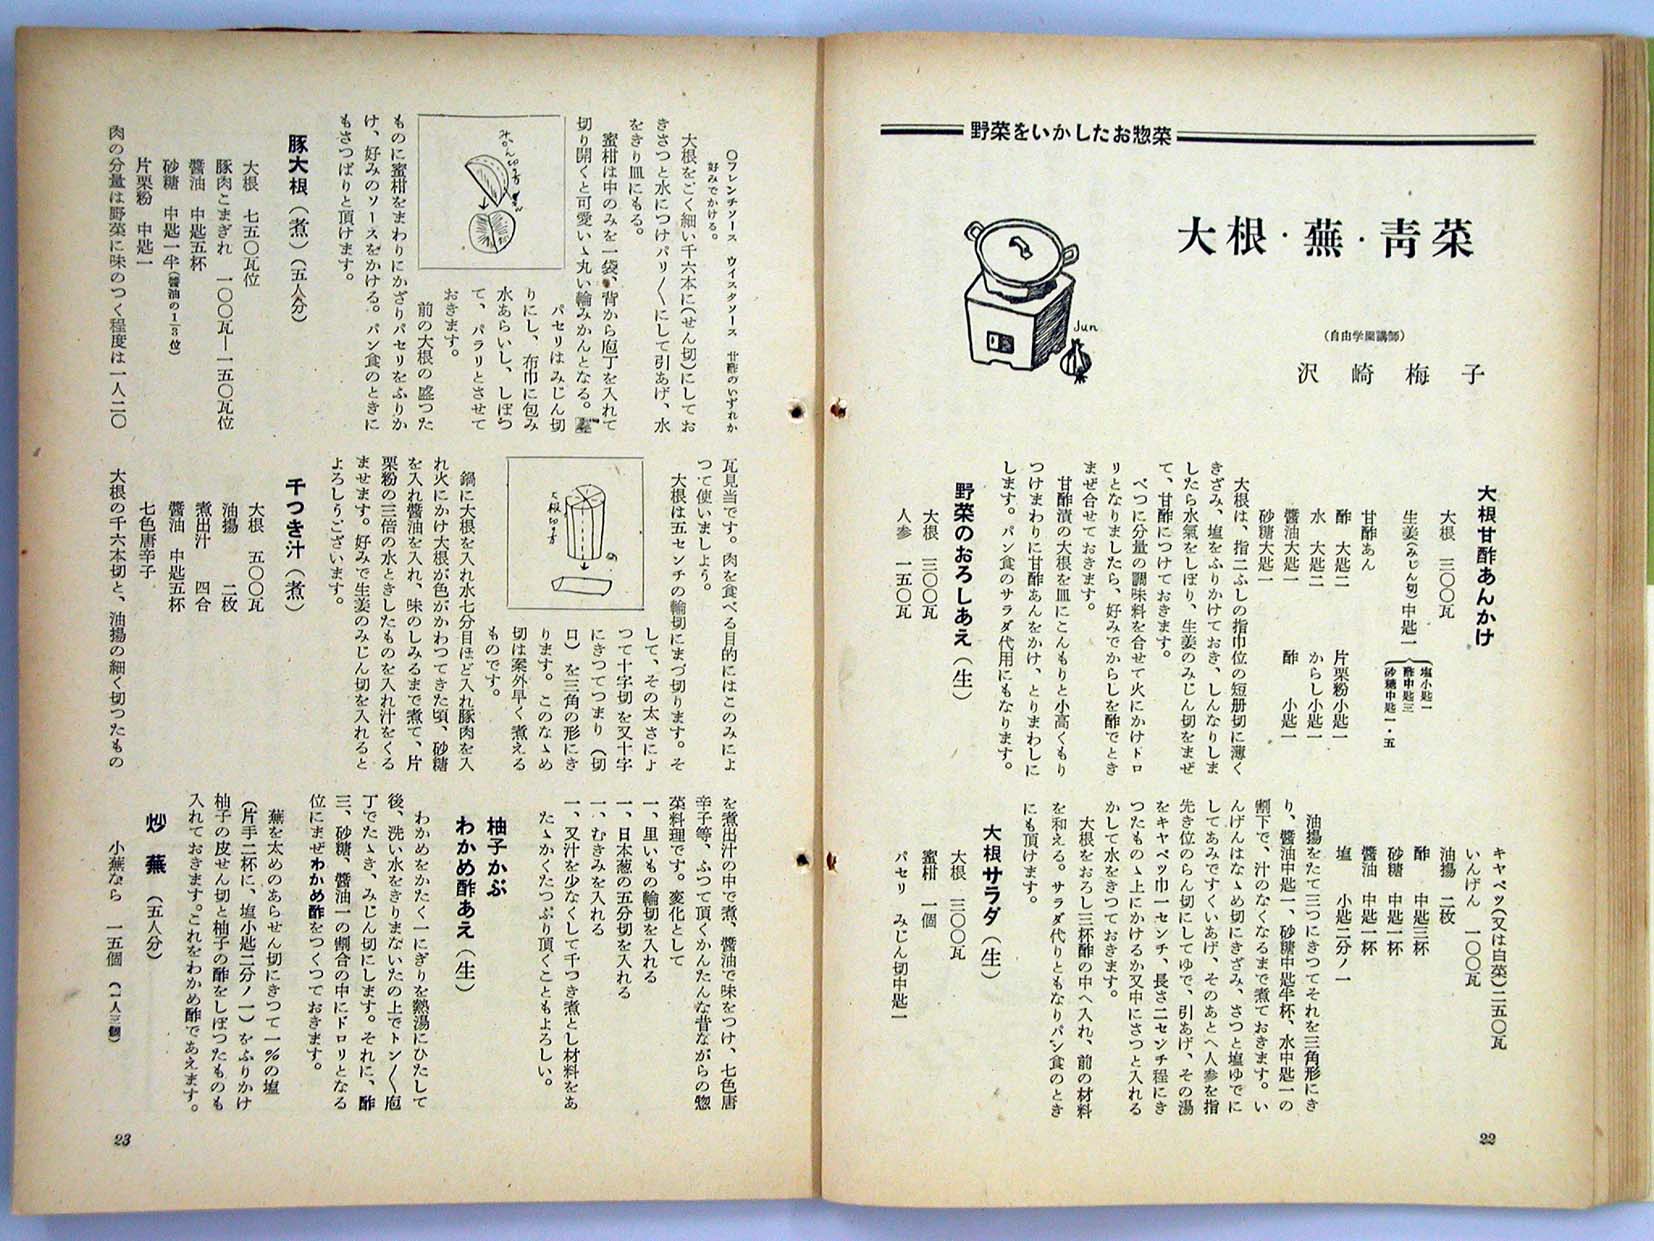 野菜をいかしたお惣菜
大根・蕪・靑菜
（自由学園講師）
沢崎梅子
Jun
大根甘酢あんかけ
大根　三〇〇瓦
生姜（みじん切）中匙一
塩小匙一
酢中匙三
砂糖中匙一・五
甘酢あん
酢　大匙二
水　大匙二
醤油大匙一
砂糖大匙一
片栗粉小匙一
からし小匙一
酢　小匙一
大根は、指二ふしの指巾位の短册切に薄く
きざみ、塩をふりかけておき、しんなりしま
したら水氣をしぼり、生姜のみじん切をまぜ
て、甘酢につけておきます。
べつに分量の調味料を合せて火にかけトロ
リとなりましたら、好みでからしを酢でとき
まぜ合せておきます。
甘酢漬の大根を皿にこんもりと小高くもり
つけまわりに甘酢あんをかけ、とりまわしに
します。パン食のサラダ代用にもなります。
野菜のおろしあえ（生）
大根　三〇〇瓦
人参　一五〇瓦
キャベツ（又は白菜）二五〇瓦
いんげん　一〇〇瓦
油揚　二枚
酢　中匙三杯
砂糖　中匙一杯
醤油　中匙一杯
塩　小匙二分ノ一
油揚をたて三つにきつてそれを三角形にき
り、醤油中匙一、砂糖中匙半杯、水中匙一の
割下で、汁のなくなるまで煮ておきます。い
んげんはなゝめ切にきざみ、さつと塩ゆでに
してあみですくいあげ、そのあとへ人参を指
先き位のらん切にしてゆで、引あげ、その湯
をキャベツ巾一センチ、長さ二センチ程にき
つたものゝ上にかけるか又中にさつと入れる
かして水をきつておきます。
大根をおろし三杯酢の中へ入れ、前の材料
を和える。サラダ代りともなりパン食のとき
にも頂けます。
大根サラダ（生）
大根　三〇〇瓦
蜜柑　一個
パセリ　みじん切中匙一
22
〇フレンチソース　ウイスタソース　甘酢のいずれか
好みでかける。
大根をごく細い千六本に（せん切）にしてお
きさつと水につけパリ／＼にして引あげ、水
をきり皿にもる。
蜜柑は中のみを一袋、背から庖丁を入れて
切り開くと可愛いゝ丸い輪みかんとなる。
みかん切り方
パセリはみじん切
りにし、布巾に包み
水あらいし、しぼつ
て、パラリとさせて
おきます。
前の大根の盛つた
ものに蜜柑をまわりにかざりパセリをふりか
け、好みのソースをかける。パン食のときに
もさつぱりと頂けます。
豚大根（煮）（五人分）
大根　七五〇瓦位
豚肉こまぎれ　一〇〇瓦―一五〇瓦位
醤油　中匙五杯
砂糖　中匙一半（醤油の1/3位）
片栗粉　中匙一
肉の分量は野菜に味のつく程度は一人二〇
瓦見当です。肉を食べる目的にはこのみによ
つて使いましよう。
大根は五センチの輪切にまづ切ります。そ
大根切り方
して、その太さによ
つて十字切を又十字
にきつてつまり（切
口）を三角の形にき
ります。このなゝめ
切は案外早く煮える
ものです。
鍋に大根を入れ水七分目ほど入れ豚肉を入
れ火にかけ大根が色がかわつてきた頃、砂糖
を入れ醤油を入れ、味のしみるまで煮て、片
栗粉の三倍の水ときしたものを入れ汁をくる
ませます。好みで生姜のみじん切を入れると
よろしうございます。
千つき汁（煮）
大根　五〇〇瓦
油揚　二枚
煮出汁　四合
醤油　中匙五杯
七色唐辛子
大根の千六本切と、油揚の細く切つたもの
を煮出汁の中で煮、醤油で味をつけ、七色唐
辛子等、ふつて頂くかんたんな昔ながらの惣
菜料理です。変化として
一、里いもの輪切を入れる
一、日本葱の五分切を入れる
一、むきみを入れる
一、又汁を少なくして千つき煮とし材料をあ
たゝかくたつぷり頂くこともよろしい。
柚子かぶ
わかめ酢あえ（生）
わかめをかたく一にぎりを熱湯にひたして
後、洗い水をきりまないたの上でトン／＼庖
丁でたゝき、みじん切にします。それに、酢
三、砂糖、醤油一の割合の中にドロリとなる
位にまぜわかめ酢をつくつておきます。
蕪を太めのあらせん切にきつて一％の塩
（片手二杯に、塩小匙二分ノ一）をふりかけ
柚子の皮せん切と柚子の酢をしぼつたものも
入れておきます。これをわかめ酢であえます。
炒　蕪（五人分）
小蕪なら　一五個（一人三個）
23